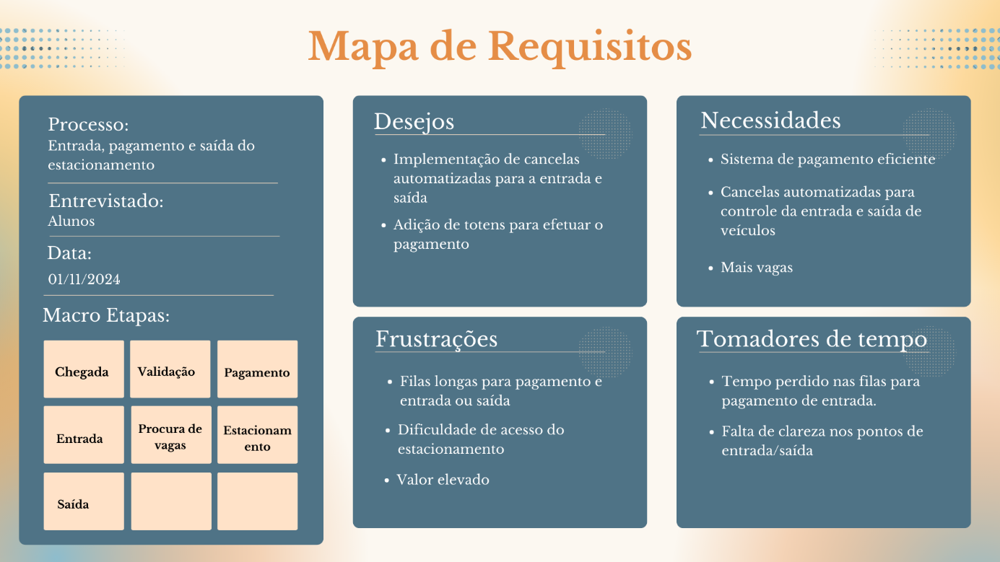 Mapa de Requisitos
Processo:
Entrada, pagamento e saída do
estacionamento
Entrevistado:
Alunos
Data:
01/11/2024
Macro Etapas:
Chegada
Validação
Pagamento
Entrada
Procura de
vagas
Estacionam
ento
Saída
Desejos
• Implementação de cancelas
automatizadas para a entrada e
saída
• Adição de totens para efetuar o
pagamento
Necessidades
• Sistema de pagamento eficiente
• Cancelas automatizadas para
controle da entrada e saída de
veículos
• Mais vagas
Frustrações
• Filas longas para pagamento e
entrada ou saída
• Dificuldade de acesso do
estacionamento
• Valor elevado
Tomadores de tempo
• Tempo perdido nas filas para
pagamento de entrada.
• Falta de clareza nos pontos de
entrada/saída